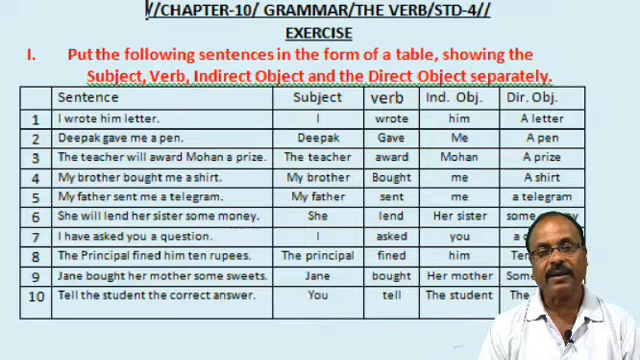 //CHAPTER-10/ GRAMMAR/THE VERB/STD-4//
EXERCISE
I. Put the following sentences in the form of a table, showing the
Subject, Verb, Indirect Object and the Direct Object separately.
Sentence Subject verb Ind. Obj. Dir. Obj.
1 I wrote him letter. I wrote him A letter
2 Deepak gave me a pen. Deepak Gave Me A pen
3 The teacher will award Mohan a prize. The teacher award Mohan A prize
4 My brother bought me a shirt. My brother Bought me A shirt
5 My father sent me a telegram. My father sent me a telegram
6 She will lend her sister some money. She lend Her sister some
7 I have asked you a question. I asked you a
8 The Principal fined him ten rupees. The principal fined him
9 Jane bought her mother some sweets. Jane bought Her mother
10 Tell the student the correct answer. You tell The student The